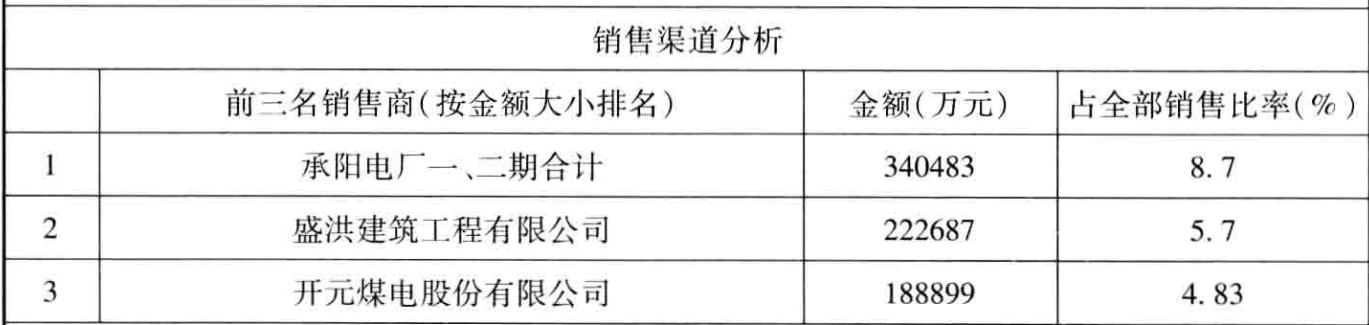 销售渠道分析
前三名销售商(按金额大小排名) 金额(万元) 占全部销售比率(%)
1 承阳电厂一、二期合计 340483 8.7
2 盛洪建筑工程有限公司 222687 5.7
3 开元煤电股份有限公司 188899 4.83